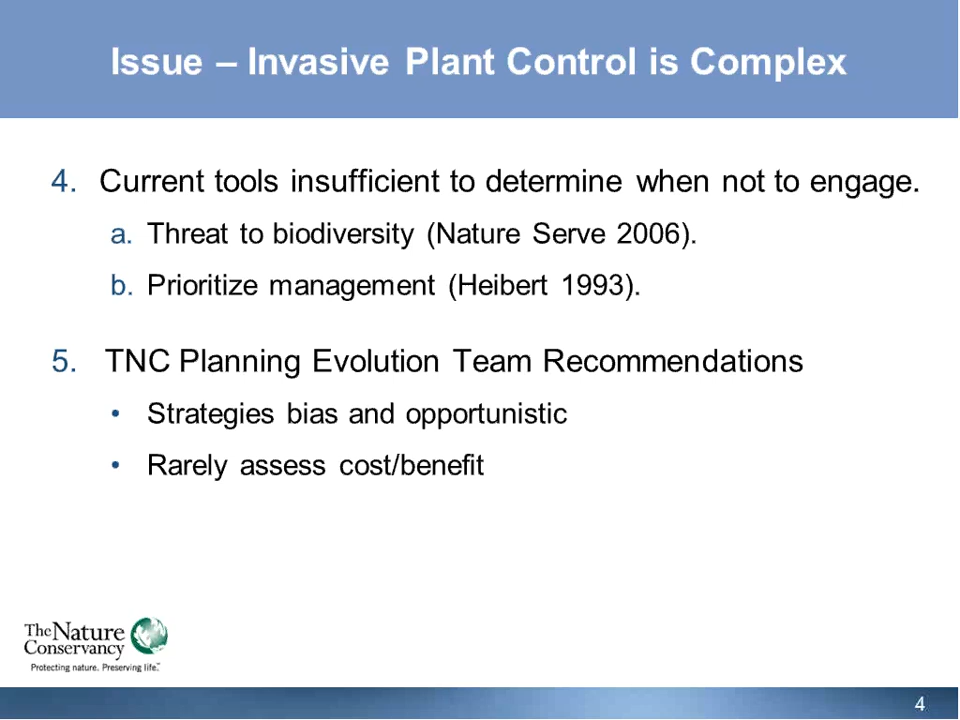 Issue – Invasive Plant Control is Complex
4. Current tools insufficient to determine when not to engage.
a. Threat to biodiversity (Nature Serve 2006).
b. Prioritize management (Heibert 1993).
5. TNC Planning Evolution Team Recommendations
• Strategies bias and opportunistic
• Rarely assess cost/benefit
The Nature
Conservancy
Protecting nature. Preserving life.™
4